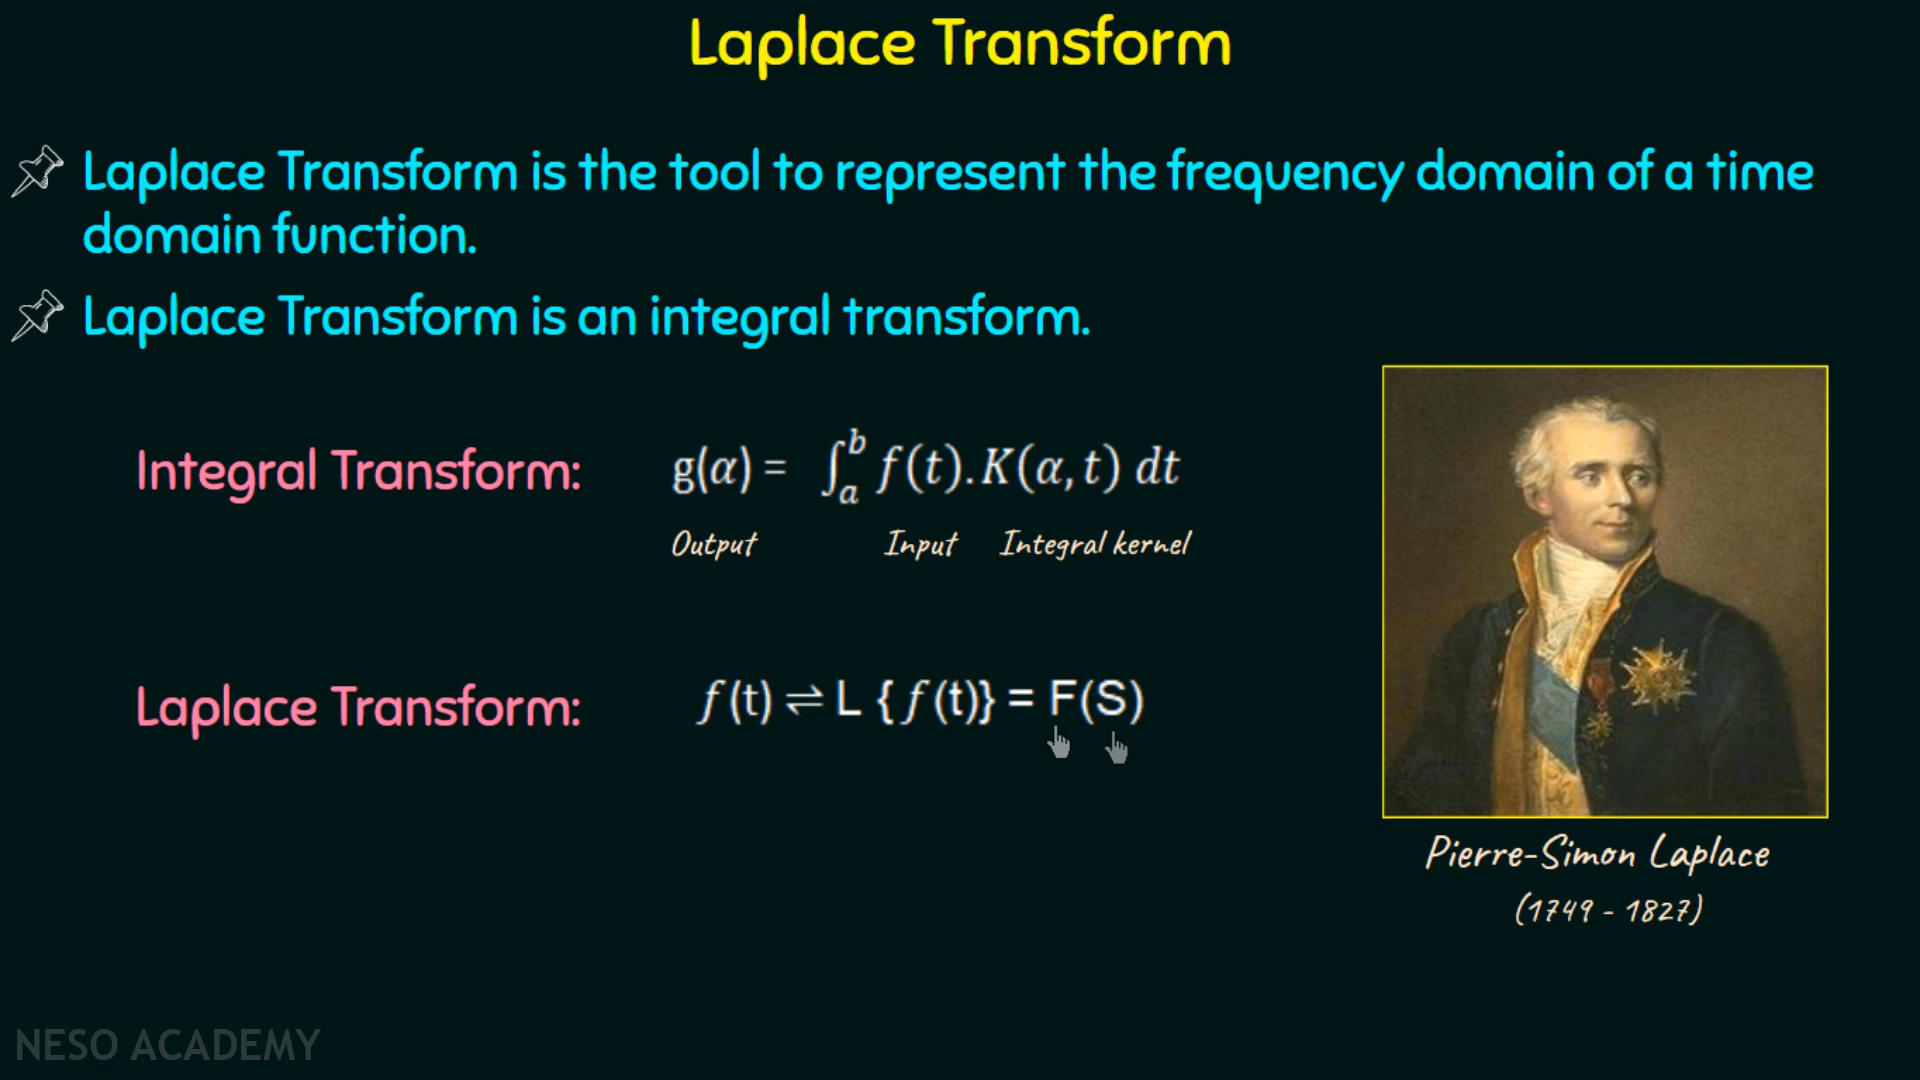 Laplace Transform
Laplace Transform is the tool to represent the frequency domain of a time
domain function.
Laplace Transform is an integral transform.
Integral Transform: g(α) = ∫ₐᵇ f(t).K(α,t) dt
Output Input Integral kernel
Laplace Transform: f(t) ⇌ L {f(t)} = F(S)
Pierre-Simon Laplace
(1749 - 1827)
NESO ACADEMY